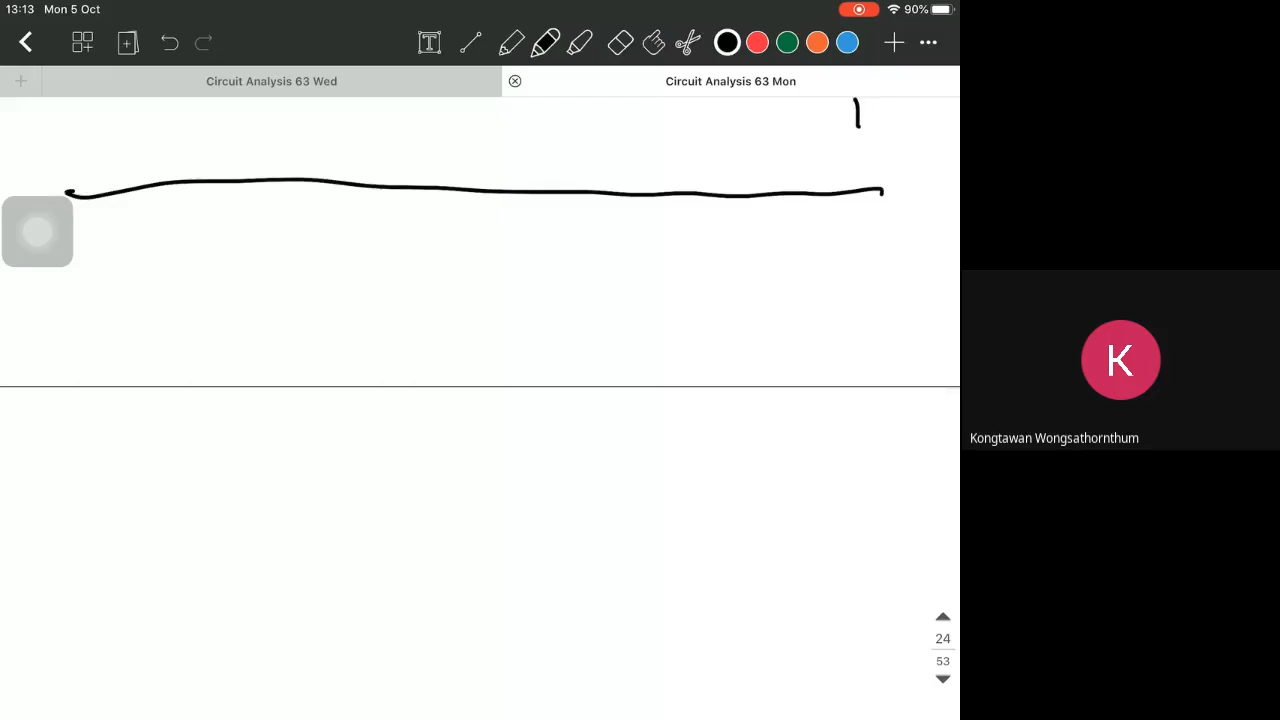 13:13 Mon 5 Oct 90%
Circuit Analysis 63 Wed
Circuit Analysis 63 Mon
K
Kongtawan Wongsathornthum
24
53